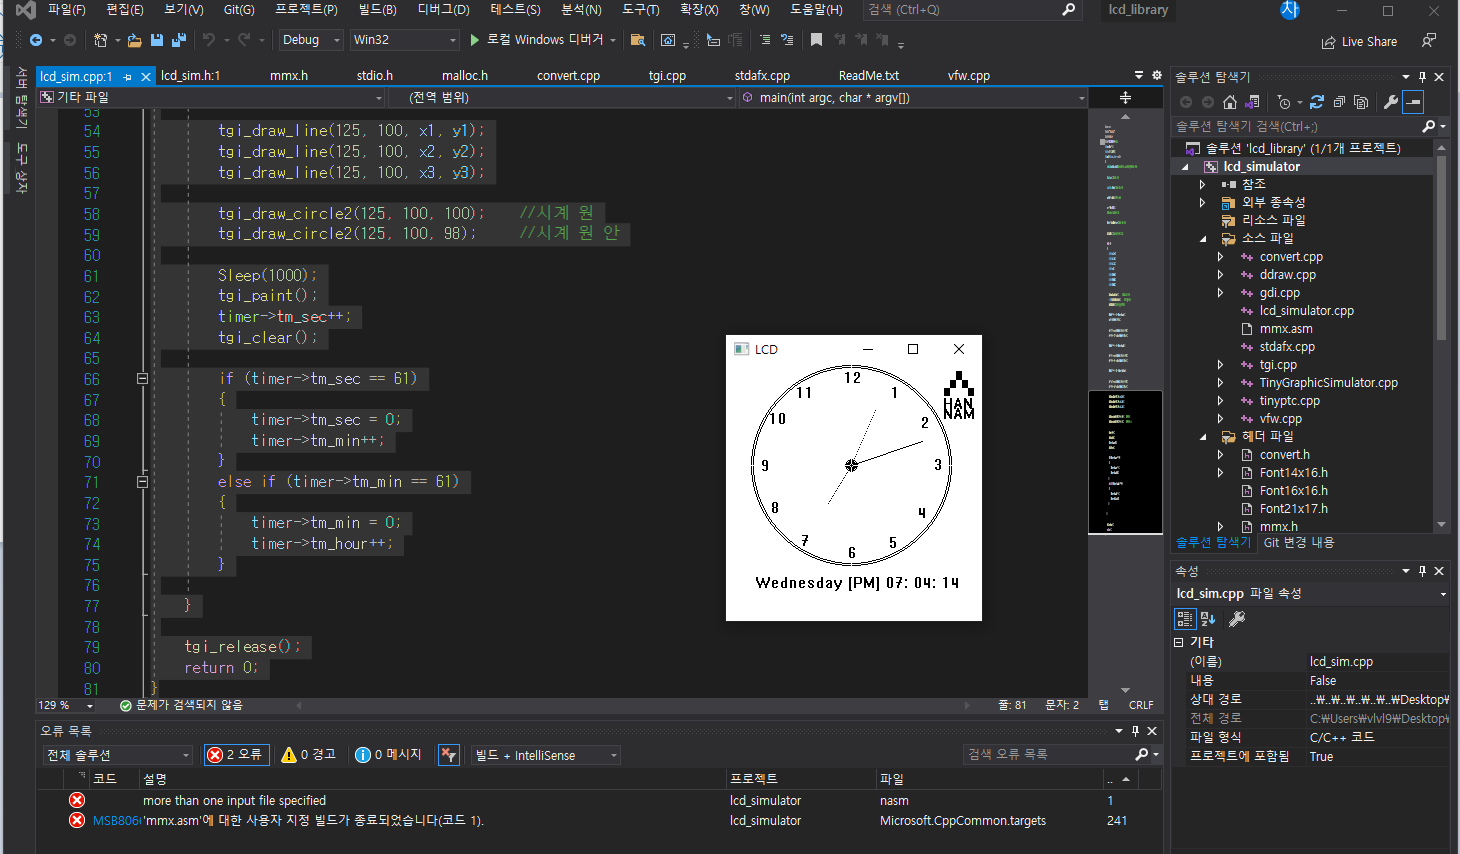 파일(F) 편집(E) 보기(V) Git(G) 프로젝트(P) 빌드(B) 디버그(D) 테스트(S) 분석(N) 도구(T) 확장(X) 창(W) 도움말(H) 검색 (Ctrl+Q) lcd_library
Debug Win32 로컬 Windows 디버거 Live Share
서버 탐색기
도구 상자
lcd_sim.cpp:1 lcd_sim.h:1 mmx.h stdio.h malloc.h convert.cpp tgi.cpp stdafx.cpp ReadMe.txt vfw.cpp
기타 파일 (전역 범위) main(int argc, char * argv[])
53
54 tgi_draw_line(125, 100, x1, y1);
55 tgi_draw_line(125, 100, x2, y2);
56 tgi_draw_line(125, 100, x3, y3);
57
58 tgi_draw_circle2(125, 100, 100); //시계 원
59 tgi_draw_circle2(125, 100, 98); //시계 원 안
60
61 Sleep(1000);
62 tgi_paint();
63 timer->tm_sec++;
64 tgi_clear();
65
66 if (timer->tm_sec == 61)
67 {
68 timer->tm_sec = 0;
69 timer->tm_min++;
70 }
71 else if (timer->tm_min == 61)
72 {
73 timer->tm_min = 0;
74 timer->tm_hour++;
75 }
76
77 }
78
79 tgi_release();
80 return 0;
81 }
129 % 문제가 검색되지 않음 줄: 81 문자: 2 탭 CRLF
LCD
12
11 1
10 2
9 3
8 4
7 5
6
HAN
NAM
Wednesday [PM] 07: 04: 14
솔루션 탐색기
솔루션 탐색기 검색(Ctrl+;)
솔루션 'lcd_library' (1/1개 프로젝트)
lcd_simulator
참조
외부 종속성
리소스 파일
소스 파일
convert.cpp
ddraw.cpp
gdi.cpp
lcd_simulator.cpp
mmx.asm
stdafx.cpp
tgi.cpp
TinyGraphicSimulator.cpp
tinyptc.cpp
vfw.cpp
헤더 파일
convert.h
Font14x16.h
Font16x16.h
Font21x17.h
mmx.h
솔루션 탐색기 Git 변경 내용
속성
lcd_sim.cpp 파일 속성
기타
(이름) lcd_sim.cpp
내용 False
상대 경로 ..\..\..\..\..\..\Desktop\
전체 경로 C:\Users\vlvl9\Desktop\
파일 형식 C/C++ 코드
프로젝트에 포함됨 True
오류 목록
전체 솔루션 2 오류 0 경고 0 메시지 빌드 + IntelliSense 검색 오류 목록
코드 설명 프로젝트 파일 ..
more than one input file specified lcd_simulator nasm 1
MSB806 'mmx.asm'에 대한 사용자 지정 빌드가 종료되었습니다(코드 1). lcd_simulator Microsoft.CppCommon.targets 241